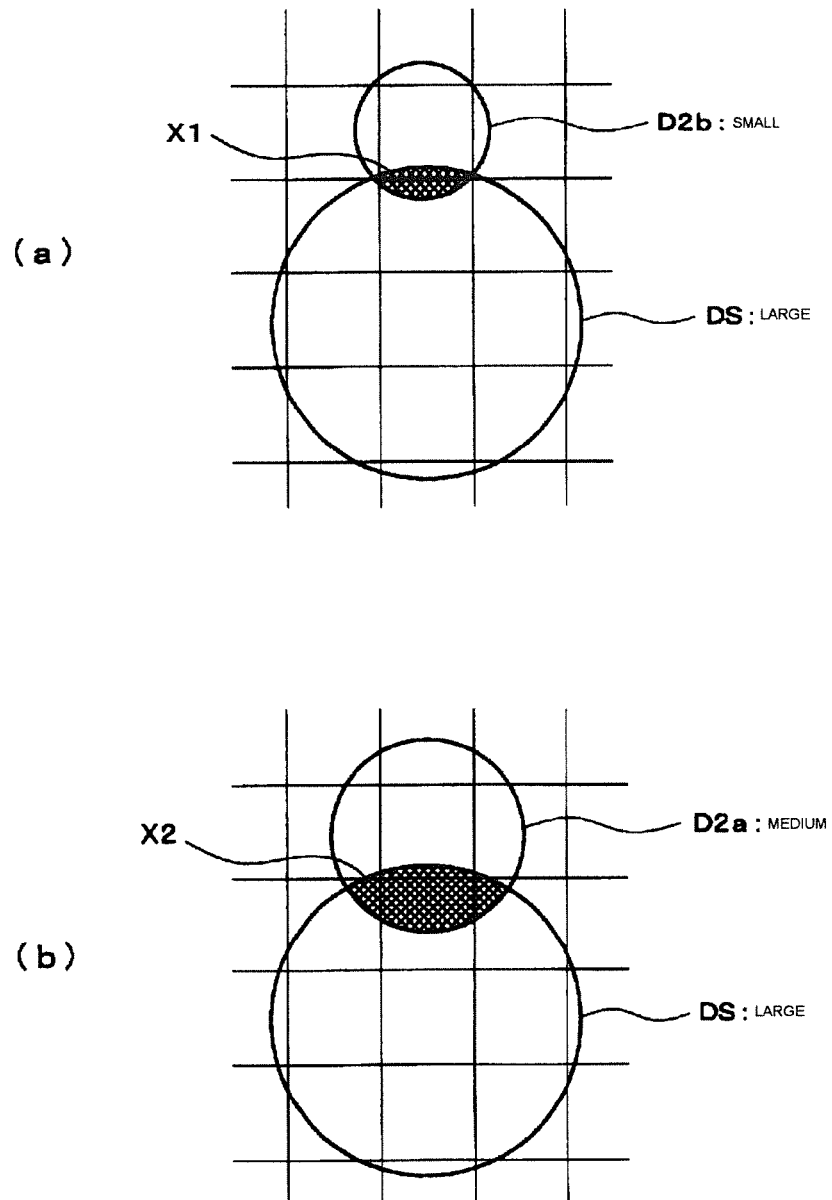 D2b : SMALL
X1
(a)
DS : LARGE
D2a : MEDIUM
X2
(b)
DS : LARGE